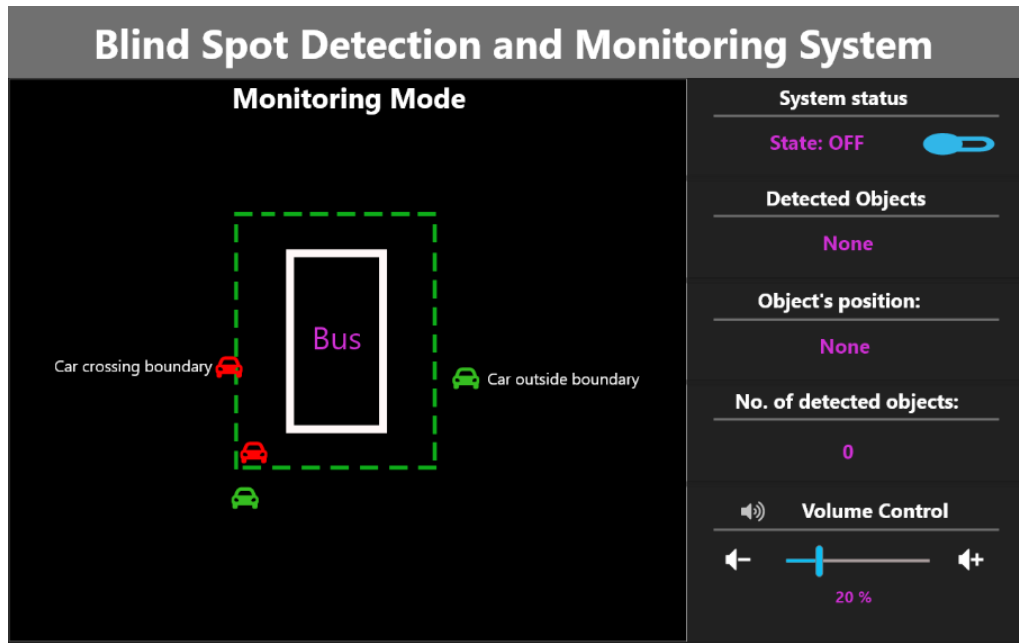 Blind Spot Detection and Monitoring System
Monitoring Mode
Bus
Car crossing boundary
Car outside boundary
System status
State: OFF
Detected Objects
None
Object's position:
None
No. of detected objects:
0
Volume Control
20 %